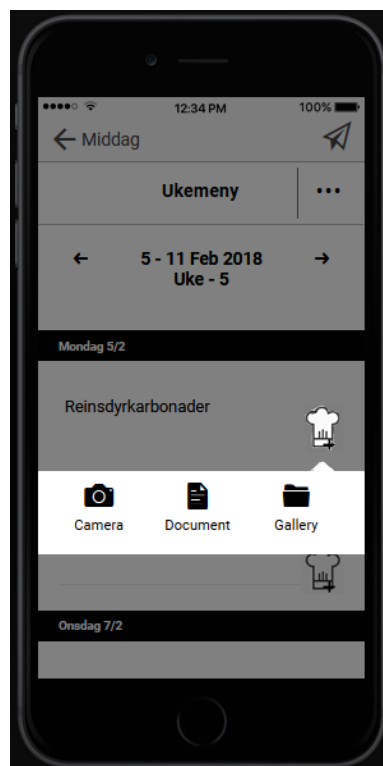 12:34 PM
100%
Middag
Ukemeny
5 - 11 Feb 2018
Uke - 5
Mondag 5/2
Reinsdyrkarbonader
Camera Document Gallery
Onsdag 7/2